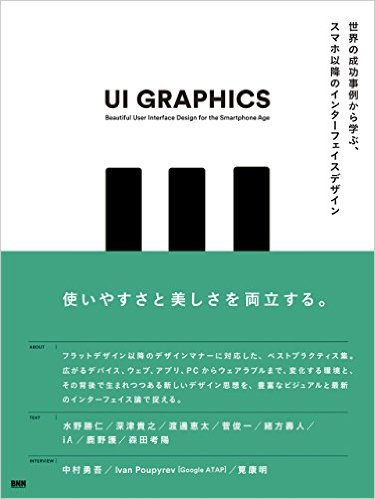 世界の成功事例から学ぶ、
スマホ以降のインターフェイスデザイン
UI GRAPHICS
Beautiful User Interface Design for the Smartphone Age
使いやすさと美しさを両立する。
ABOUT
フラットデザイン以降のデザインマナーに対応した、ベストプラクティス集。
広がるデバイス、ウェブ、アプリ、PCからウェアラブルまで、変化する環境と、
その背後で生まれつつある新しいデザイン思想を、豊富なビジュアルと最新
のインターフェイス論で捉える。
TEXT
水野勝仁／深津貴之／渡邊恵太／菅俊一／緒方壽人／
iA／鹿野護／森田考陽
INTERVIEW
中村勇吾／Ivan Poupyrev [Google ATAP]／筧康明
BNN